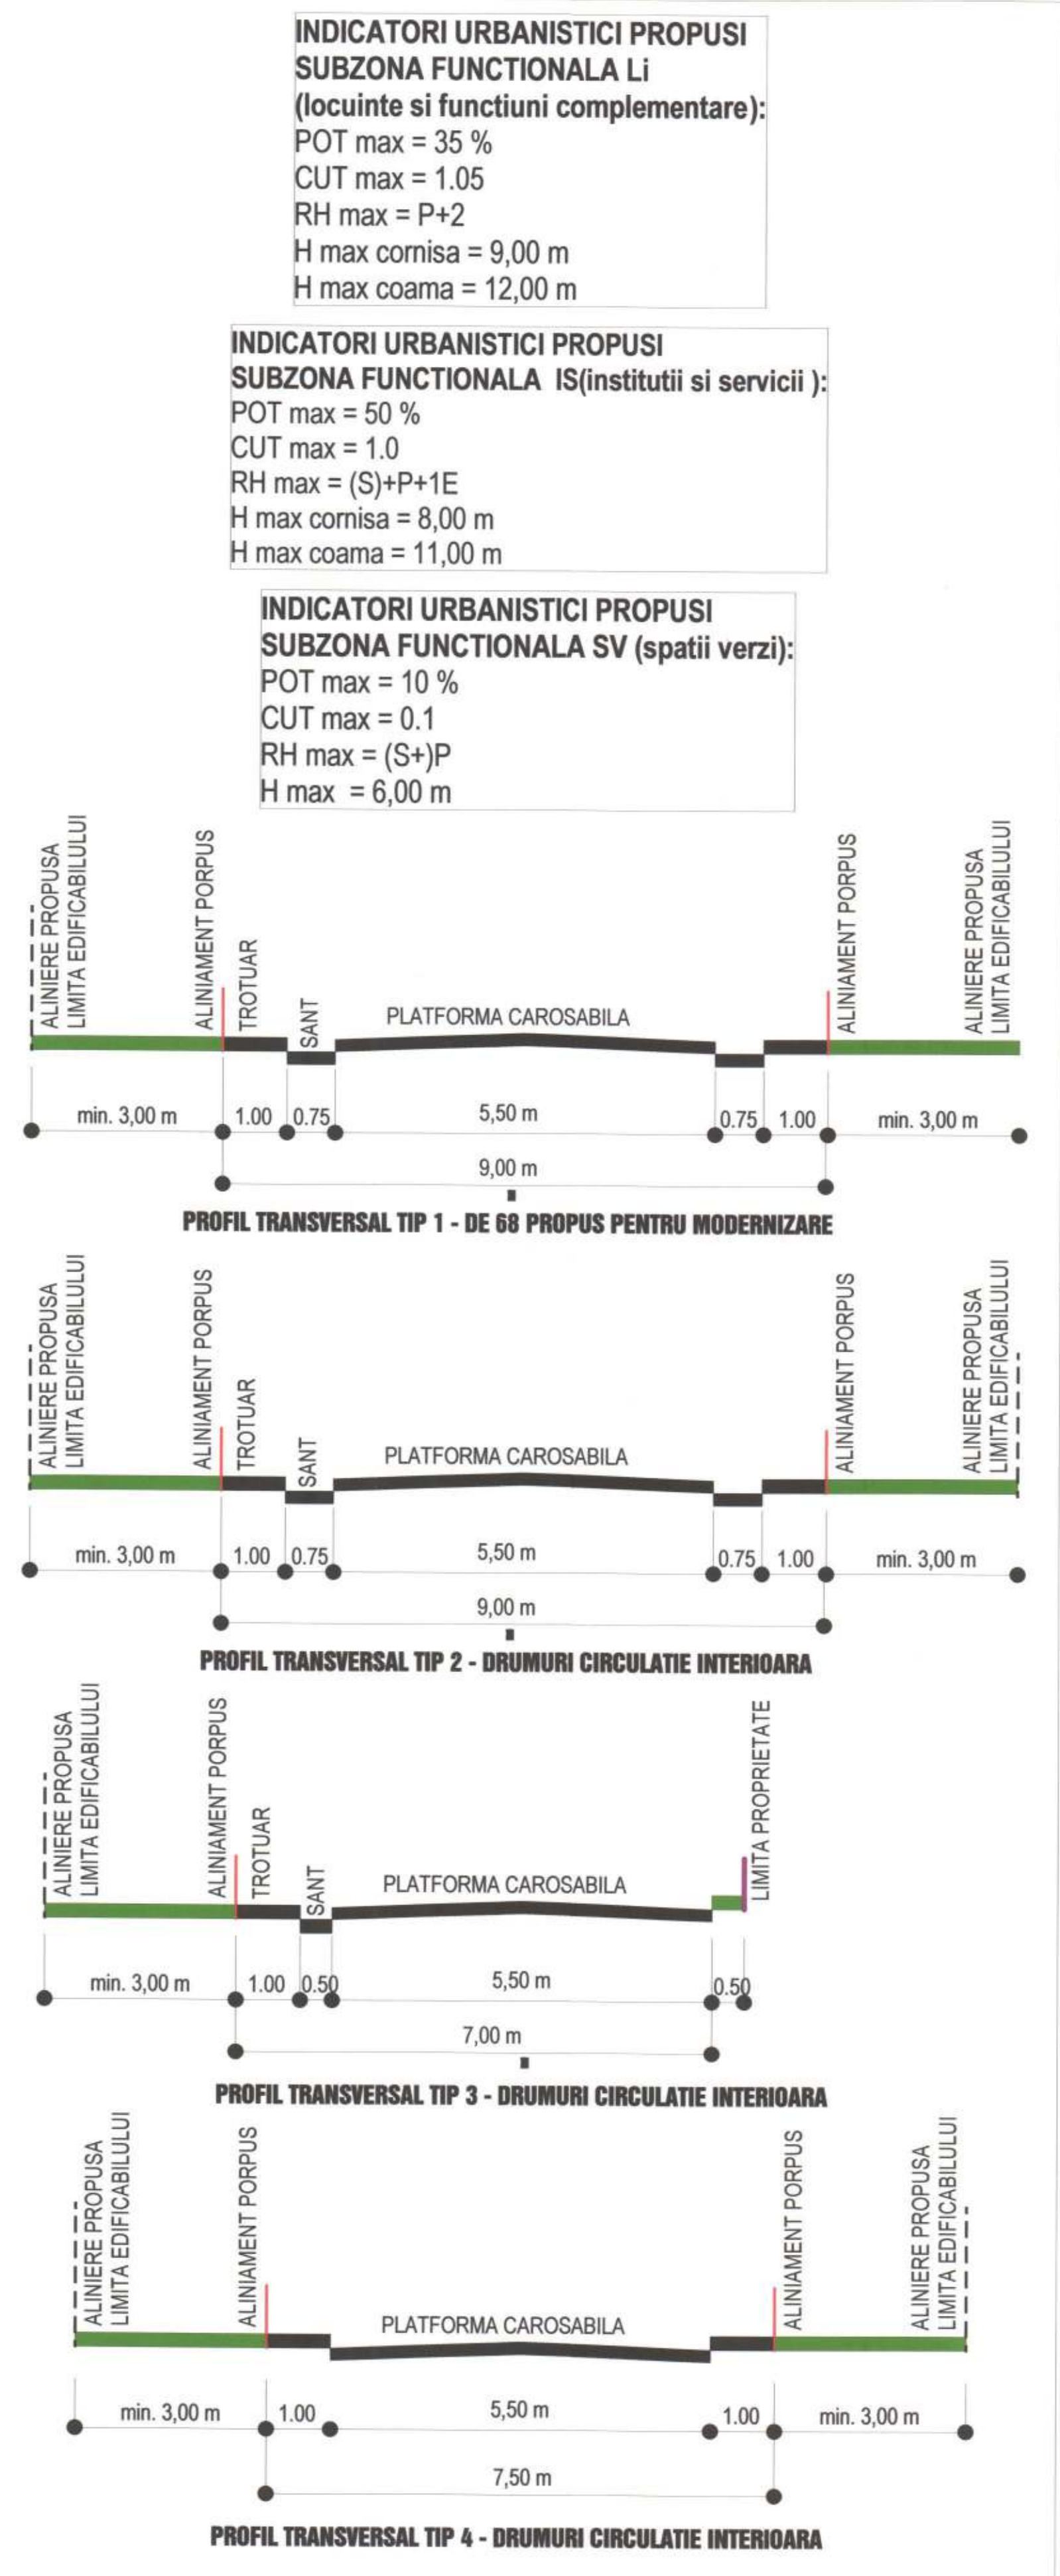 INDICATORI URBANISTICI PROPUSI
SUBZONA FUNCTIONALA Li
(locuinte si functiuni complementare):
POT max = 35 %
CUT max = 1.05
RH max = P+2
H max cornisa = 9,00 m
H max coama = 12,00 m
INDICATORI URBANISTICI PROPUSI
SUBZONA FUNCTIONALA IS(institutii si servicii ):
POT max = 50 %
CUT max = 1.0
RH max = (S)+P+1E
H max cornisa = 8,00 m
H max coama = 11,00 m
INDICATORI URBANISTICI PROPUSI
SUBZONA FUNCTIONALA SV (spatii verzi):
POT max = 10 %
CUT max = 0.1
RH max = (S+)P
H max = 6,00 m
ALINIERE PROPUSA
LIMITA EDIFICABILULUI
ALINIAMENT PORPUS
TROTUAR
SANT
PLATFORMA CAROSABILA
ALINIAMENT PORPUS
ALINIERE PROPUSA
LIMITA EDIFICABILULUI
min. 3,00 m
1.00
0.75
5,50 m
0.75
1.00
min. 3,00 m
9,00 m
PROFIL TRANSVERSAL TIP 1 - DE 68 PROPUS PENTRU MODERNIZARE
ALINIERE PROPUSA
LIMITA EDIFICABILULUI
ALINIAMENT PORPUS
TROTUAR
SANT
PLATFORMA CAROSABILA
ALINIAMENT PORPUS
ALINIERE PROPUSA
LIMITA EDIFICABILULUI
min. 3,00 m
1.00
0.75
5,50 m
0.75
1.00
min. 3,00 m
9,00 m
PROFIL TRANSVERSAL TIP 2 - DRUMURI CIRCULATIE INTERIOARA
ALINIERE PROPUSA
LIMITA EDIFICABILULUI
ALINIAMENT PORPUS
TROTUAR
SANT
PLATFORMA CAROSABILA
LIMITA PROPRIETATE
min. 3,00 m
1.00
0.50
5,50 m
0.50
7,00 m
PROFIL TRANSVERSAL TIP 3 - DRUMURI CIRCULATIE INTERIOARA
ALINIERE PROPUSA
LIMITA EDIFICABILULUI
ALINIAMENT PORPUS
PLATFORMA CAROSABILA
ALINIAMENT PORPUS
ALINIERE PROPUSA
LIMITA EDIFICABILULUI
min. 3,00 m
1.00
5,50 m
1.00
min. 3,00 m
7,50 m
PROFIL TRANSVERSAL TIP 4 - DRUMURI CIRCULATIE INTERIOARA